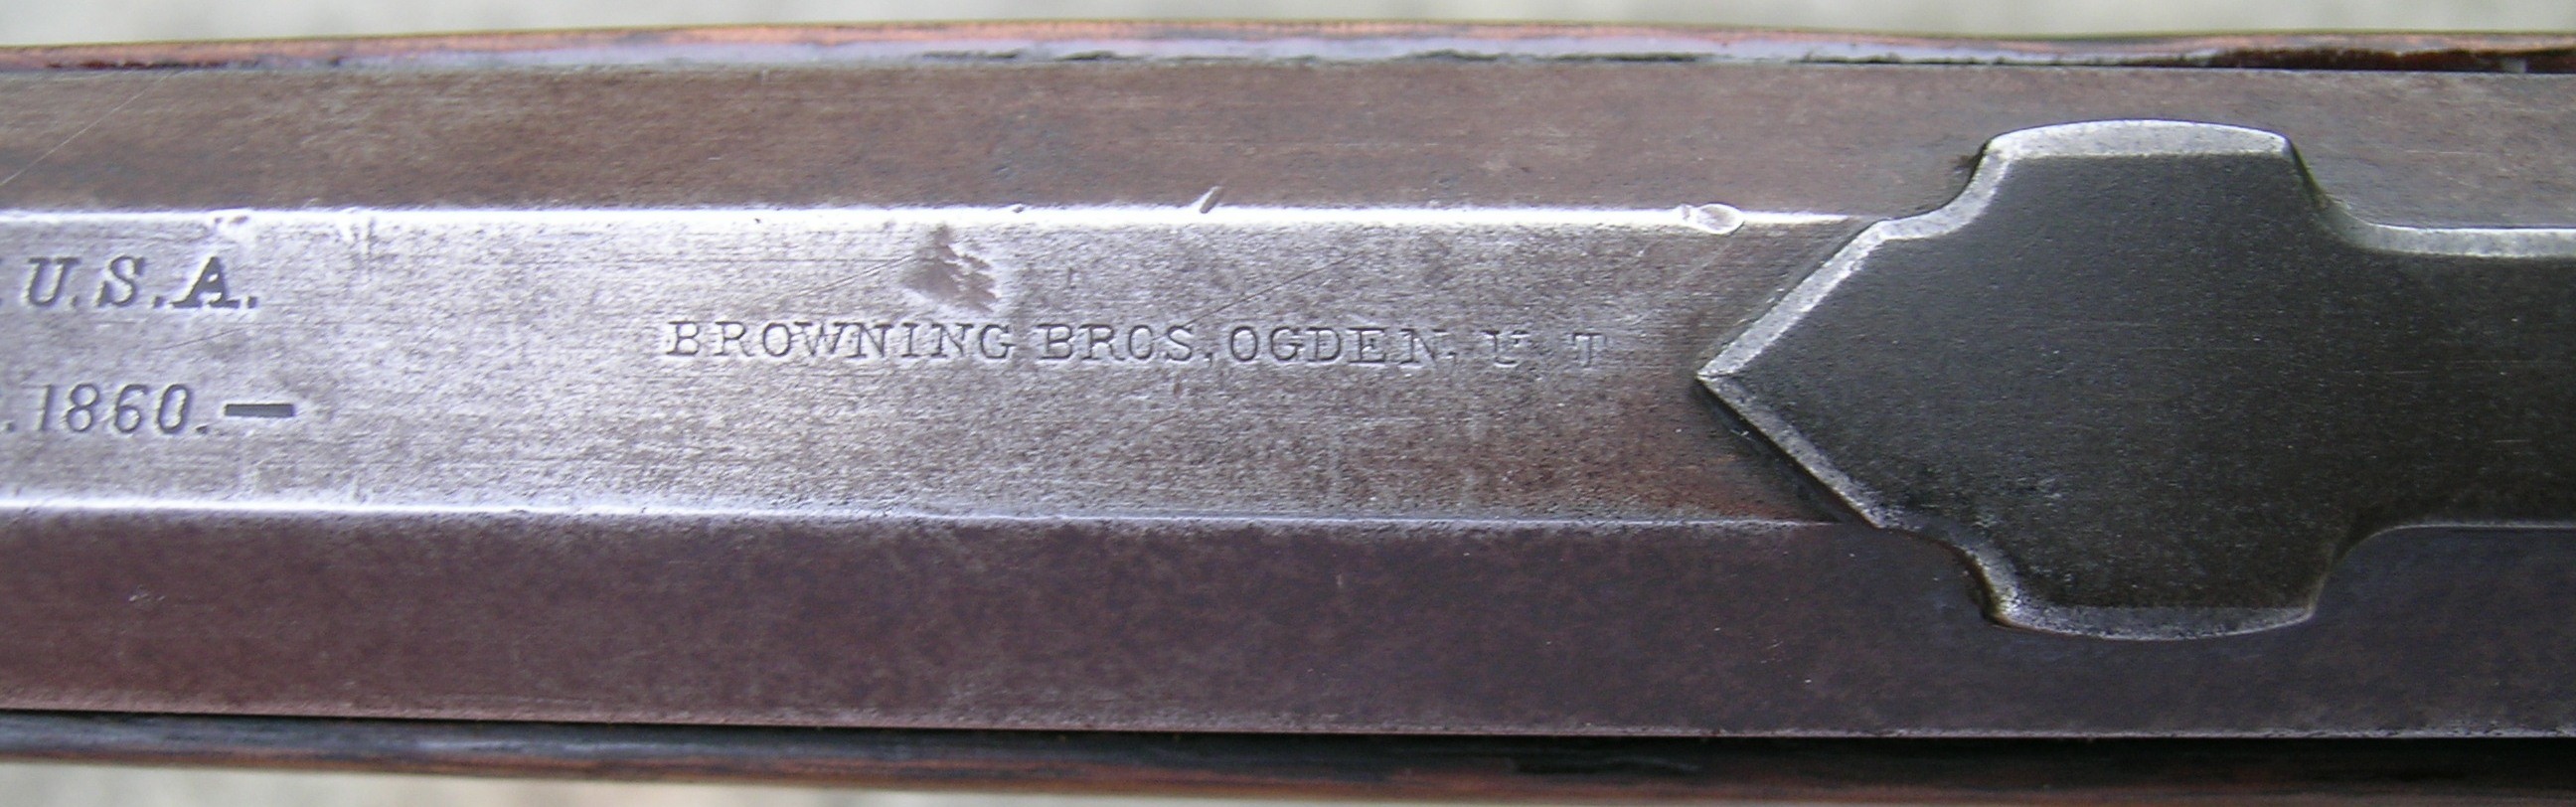 U.S.A.
1860.—
BROWNING BROS, OGDEN, U. T